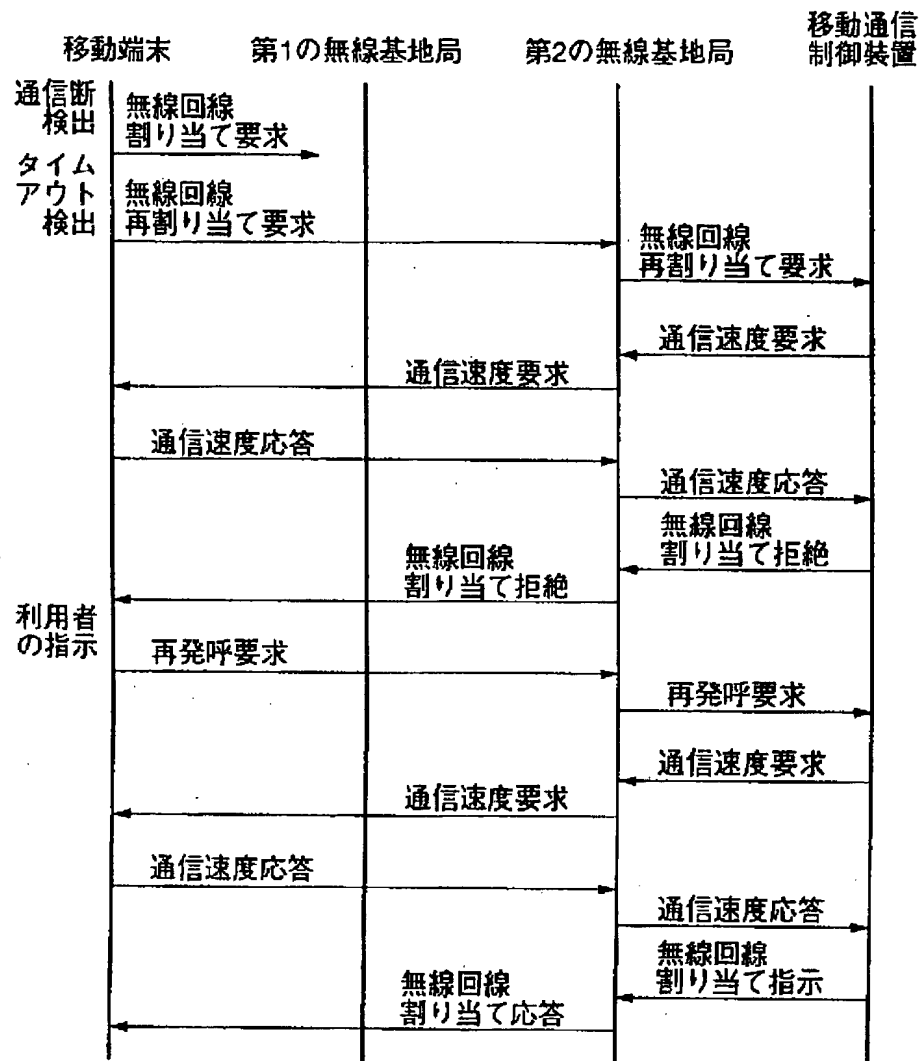 移動端末
第1の無線基地局
第2の無線基地局
移動通信
制御装置
通信断
検出
無線回線
割り当て要求
タイム
アウト
検出
無線回線
再割り当て要求
無線回線
再割り当て要求
通信速度要求
通信速度要求
通信速度応答
通信速度応答
無線回線
割り当て拒絶
無線回線
割り当て拒絶
利用者
の指示
再発呼要求
再発呼要求
通信速度要求
通信速度要求
通信速度応答
通信速度応答
無線回線
割り当て指示
無線回線
割り当て応答